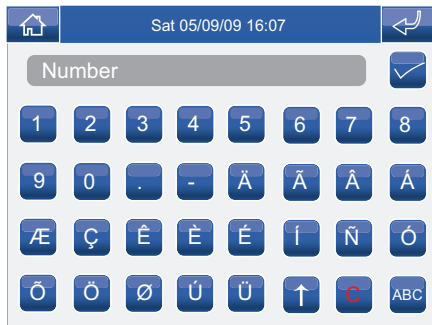 Sat 05/09/09 16:07
Number
1 2 3 4 5 6 7 8
9 0 . - Ä Ã Â Á
Æ Ç Ê È É Í Ñ Ó
Õ Ö Ø Ú Ü ↑ C ABC